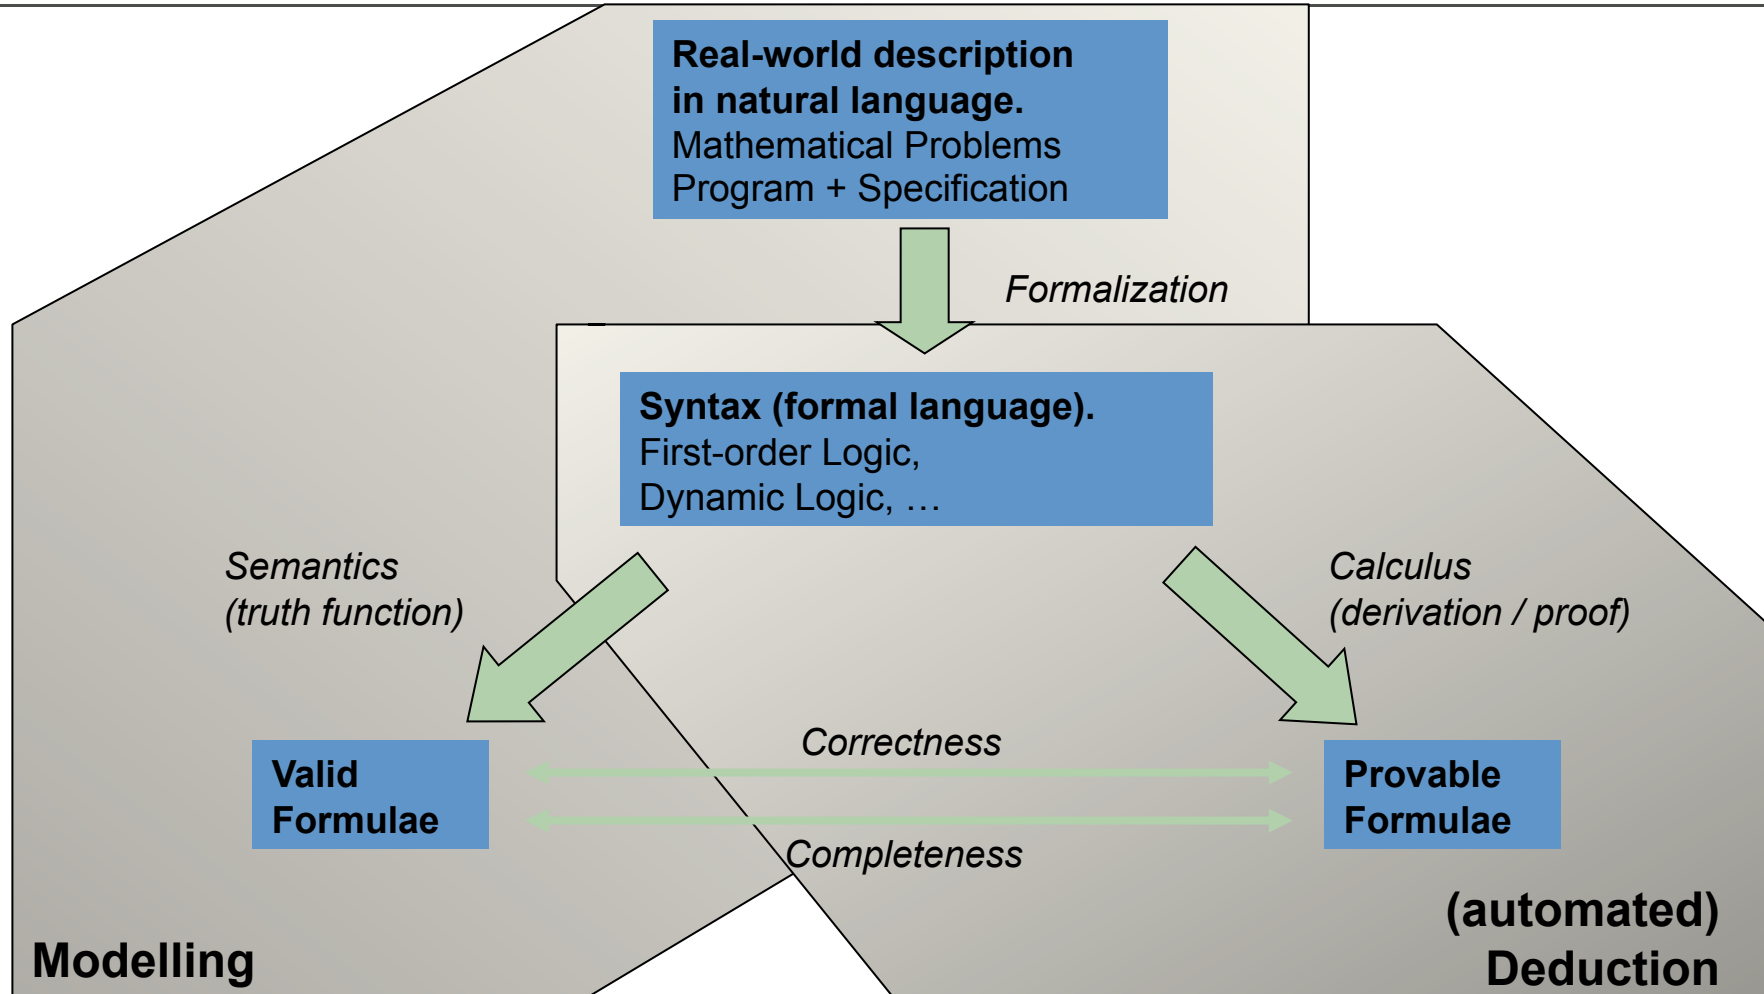 Real-world description
in natural language.
Mathematical Problems
Program + Specification
Formalization
Syntax (formal language).
First-order Logic,
Dynamic Logic, …
Semantics
(truth function)
Calculus
(derivation / proof)
Correctness
Valid
Formulae
Provable
Formulae
Completeness
Modelling
(automated)
Deduction